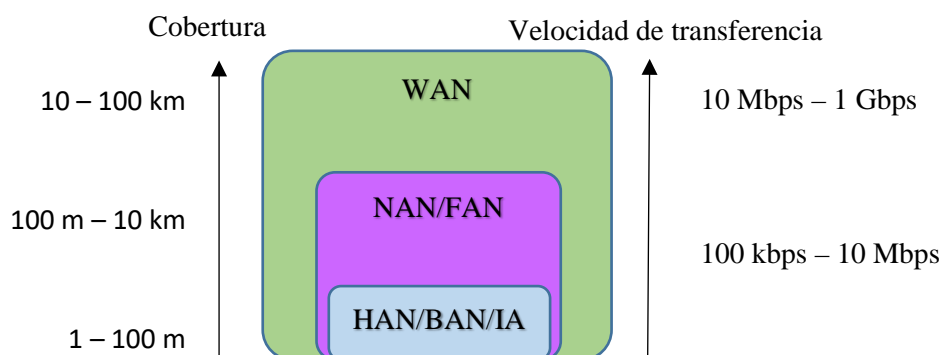 Cobertura
Velocidad de transferencia
WAN
10 – 100 km
10 Mbps – 1 Gbps
NAN/FAN
100 m – 10 km
100 kbps – 10 Mbps
HAN/BAN/IA
1 – 100 m